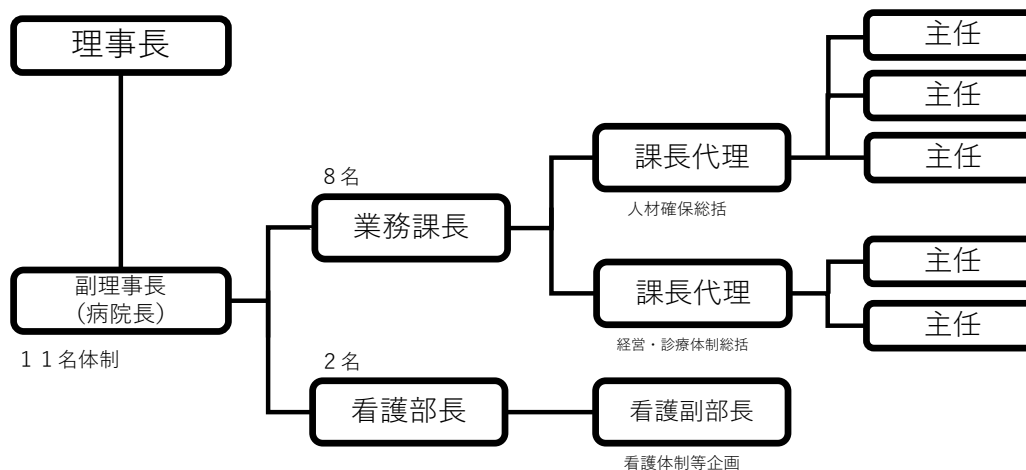 理事長
副理事長
（病院長）
１１名体制
８名
業務課長
２名
看護部長
課長代理
人材確保総括
課長代理
経営・診療体制総括
看護副部長
看護体制等企画
主任
主任
主任
主任
主任